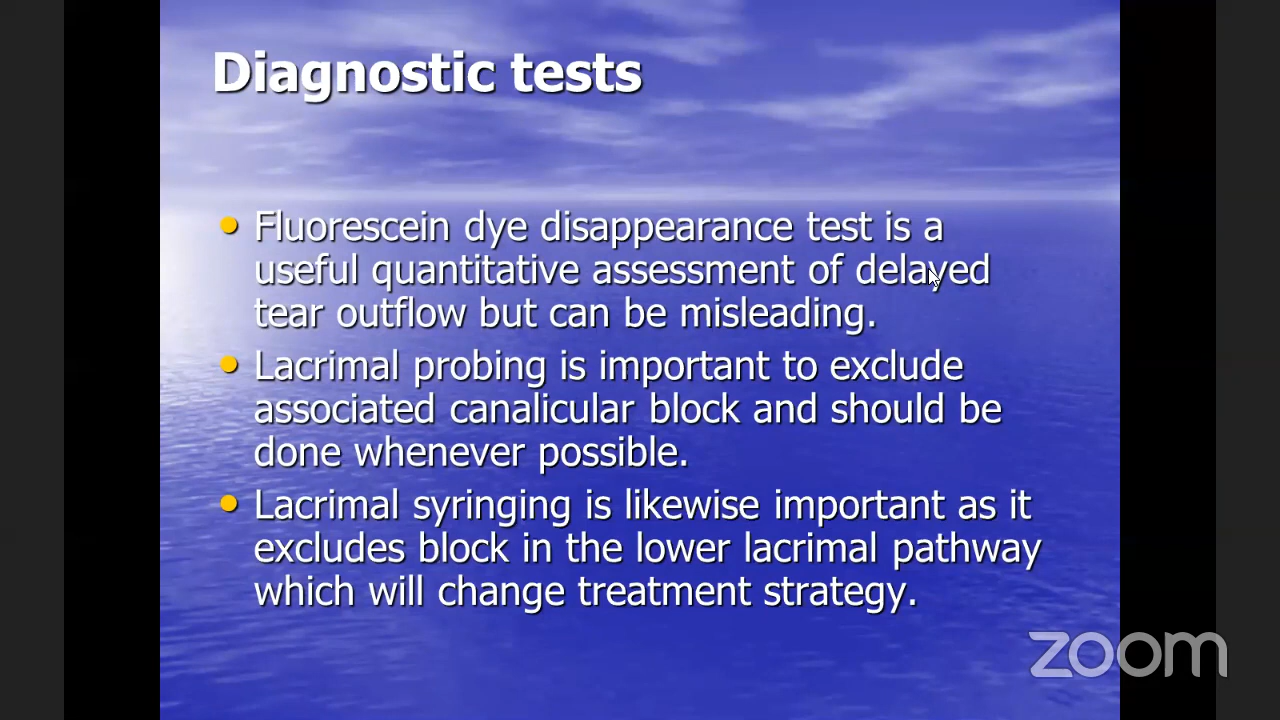 Diagnostic tests
Fluorescein dye disappearance test is a
useful quantitative assessment of delayed
tear outflow but can be misleading.
Lacrimal probing is important to exclude
associated canalicular block and should be
done whenever possible.
Lacrimal syringing is likewise important as it
excludes block in the lower lacrimal pathway
which will change treatment strategy.
zoom